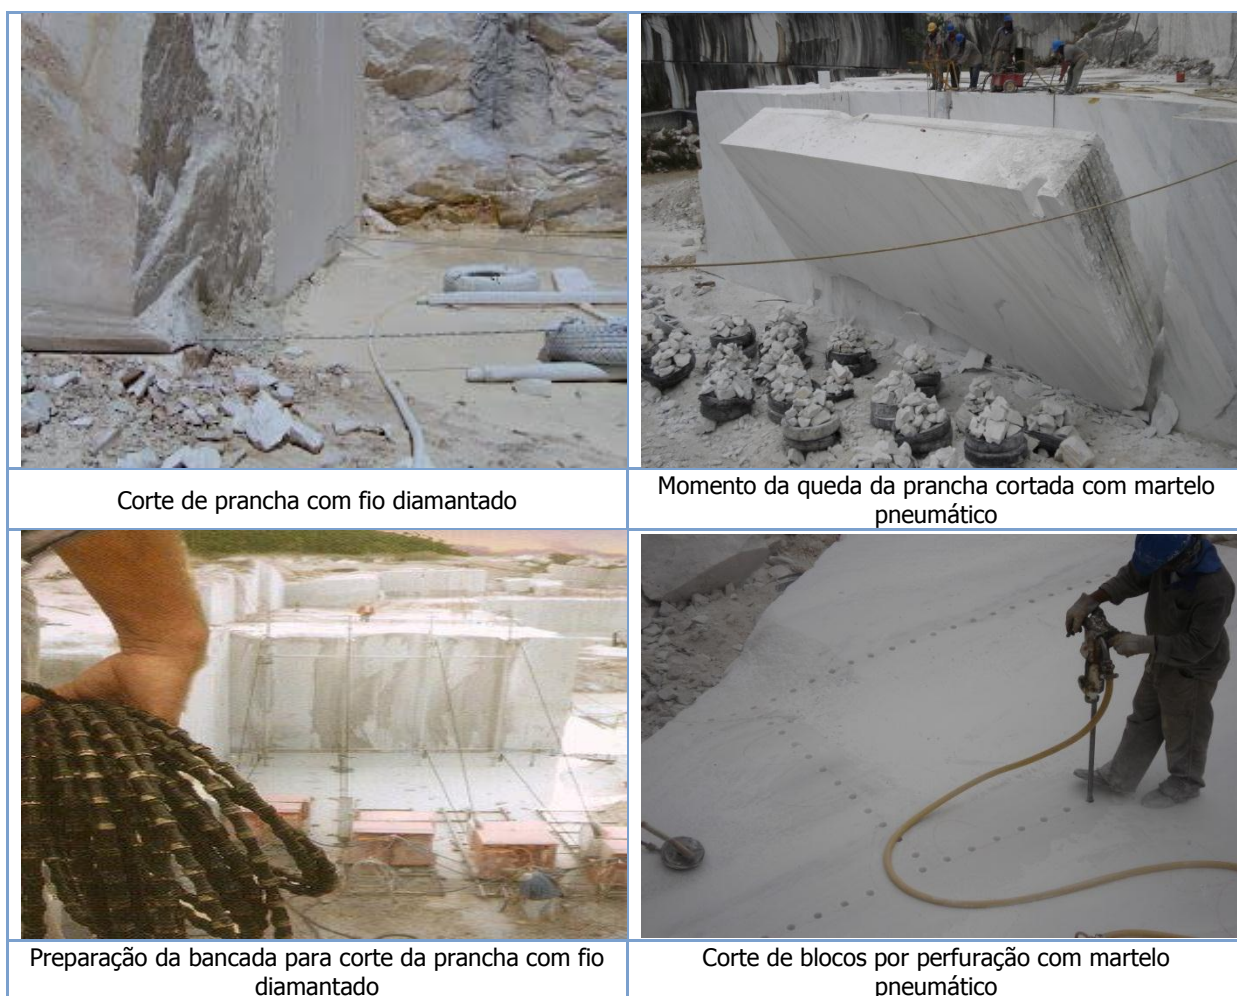 Corte de prancha com fio diamantado
Momento da queda da prancha cortada com martelo
pneumático
Preparação da bancada para corte da prancha com fio
diamantado
Corte de blocos por perfuração com martelo
pneumático